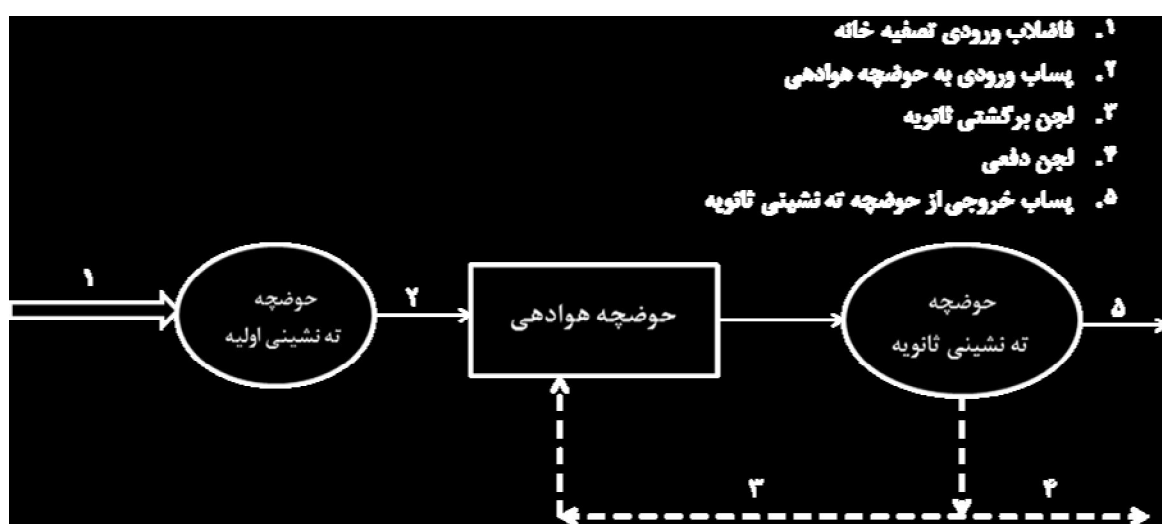 ۱. فاضلاب ورودی تصفیه خانه
۲. پساب ورودی به حوضچه هوادهی
۳. لجن برگشتی ثانویه
۴. لجن دفعی
۵. پساب خروجی از حوضچه ته نشینی ثانویه
۱
حوضچه
ته نشینی اولیه
۲
حوضچه هوادهی
حوضچه
ته نشینی ثانویه
۵
۳
۴